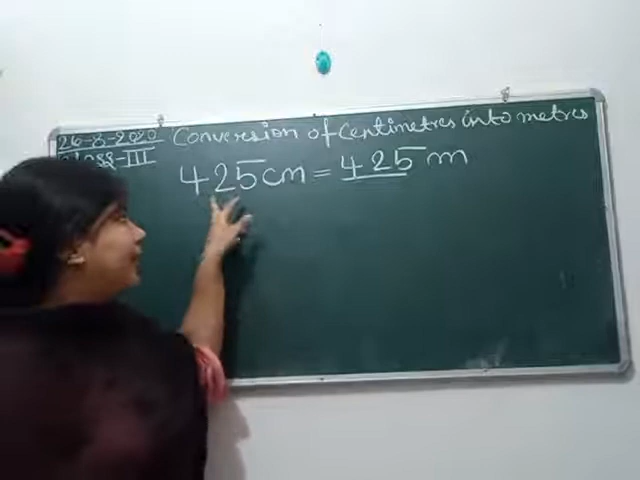 26-8-2020 Conversion of Centimetres into metres
Class-III
425cm = 425 m